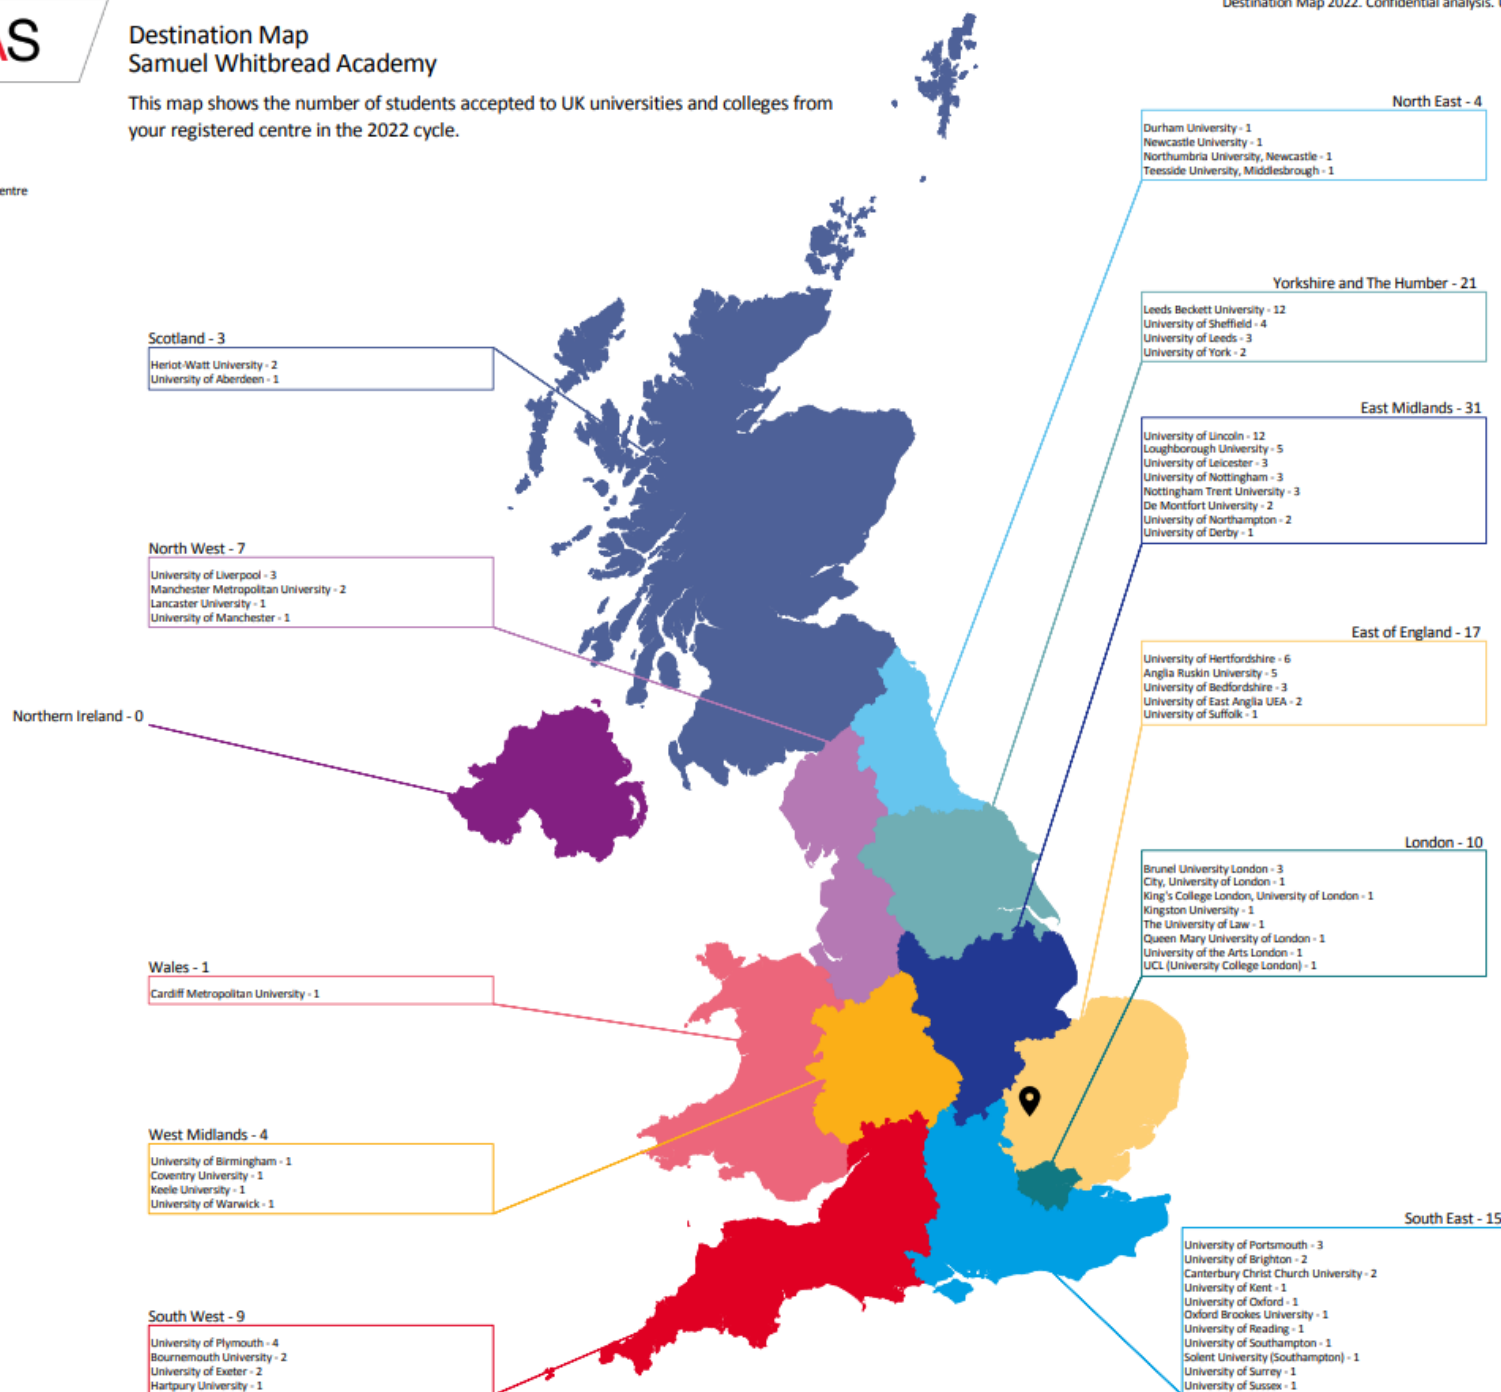 AS
Destination Map 2022. Confidential analysis.
Destination Map
Samuel Whitbread Academy
This map shows the number of students accepted to UK universities and colleges from
your registered centre in the 2022 cycle.
entre
North East - 4
Durham University - 1
Newcastle University - 1
Northumbria University, Newcastle - 1
Teesside University, Middlesbrough - 1
Yorkshire and The Humber - 21
Leeds Beckett University - 12
University of Sheffield - 4
University of Leeds - 3
University of York - 2
Scotland - 3
Heriot-Watt University - 2
University of Aberdeen - 1
East Midlands - 31
University of Lincoln - 12
Loughborough University - 5
University of Leicester - 3
University of Nottingham - 3
Nottingham Trent University - 3
De Montfort University - 2
University of Northampton - 2
University of Derby - 1
North West - 7
University of Liverpool - 3
Manchester Metropolitan University - 2
Lancaster University - 1
University of Manchester - 1
East of England - 17
University of Hertfordshire - 6
Anglia Ruskin University - 5
University of Bedfordshire - 3
University of East Anglia UEA - 2
University of Suffolk - 1
Northern Ireland - 0
London - 10
Brunel University London - 3
City, University of London - 1
King's College London, University of London - 1
Kingston University - 1
The University of Law - 1
Queen Mary University of London - 1
University of the Arts London - 1
UCL (University College London) - 1
Wales - 1
Cardiff Metropolitan University - 1
West Midlands - 4
University of Birmingham - 1
Coventry University - 1
Keele University - 1
University of Warwick - 1
South East - 15
University of Portsmouth - 3
University of Brighton - 2
Canterbury Christ Church University - 2
University of Kent - 1
University of Oxford - 1
Oxford Brookes University - 1
University of Reading - 1
University of Southampton - 1
Solent University (Southampton) - 1
University of Surrey - 1
University of Sussex - 1
South West - 9
University of Plymouth - 4
Bournemouth University - 2
University of Exeter - 2
Hartpury University - 1